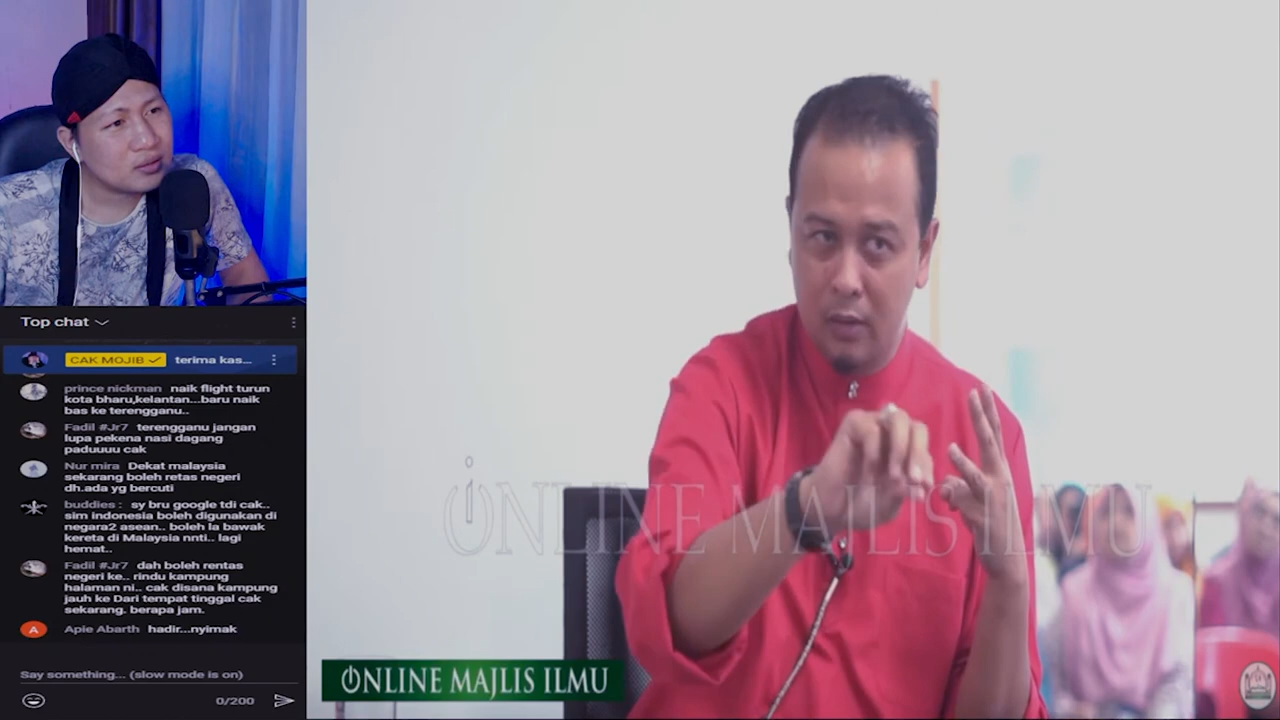 Top chat
CAK MOJIB terima kas...
prince nickman naik flight turun
kota bharu,kelantan...baru naik
bas ke terengganu..
Fadil #Jr7 terengganu jangan
lupa pekena nasi dagang
paduuuu cak
Nur mira Dekat malaysia
sekarang boleh retas negeri
dh.ada yg bercuti
buddies : sy bru google tdi cak..
sim indonesia boleh digunakan di
negara2 asean.. boleh la bawak
kereta di Malaysia nnti.. lagi
hemat..
Fadil #Jr7 dah boleh rentas
negeri ke.. rindu kampung
halaman ni.. cak disana kampung
jauh ke Dari tempat tinggal cak
sekarang. berapa jam.
A
Apie Abarth hadir...nyimak
Say something... (slow mode is on)
0/200
ONLINE MAJLIS ILMU
ONLINE MAJLIS ILMU